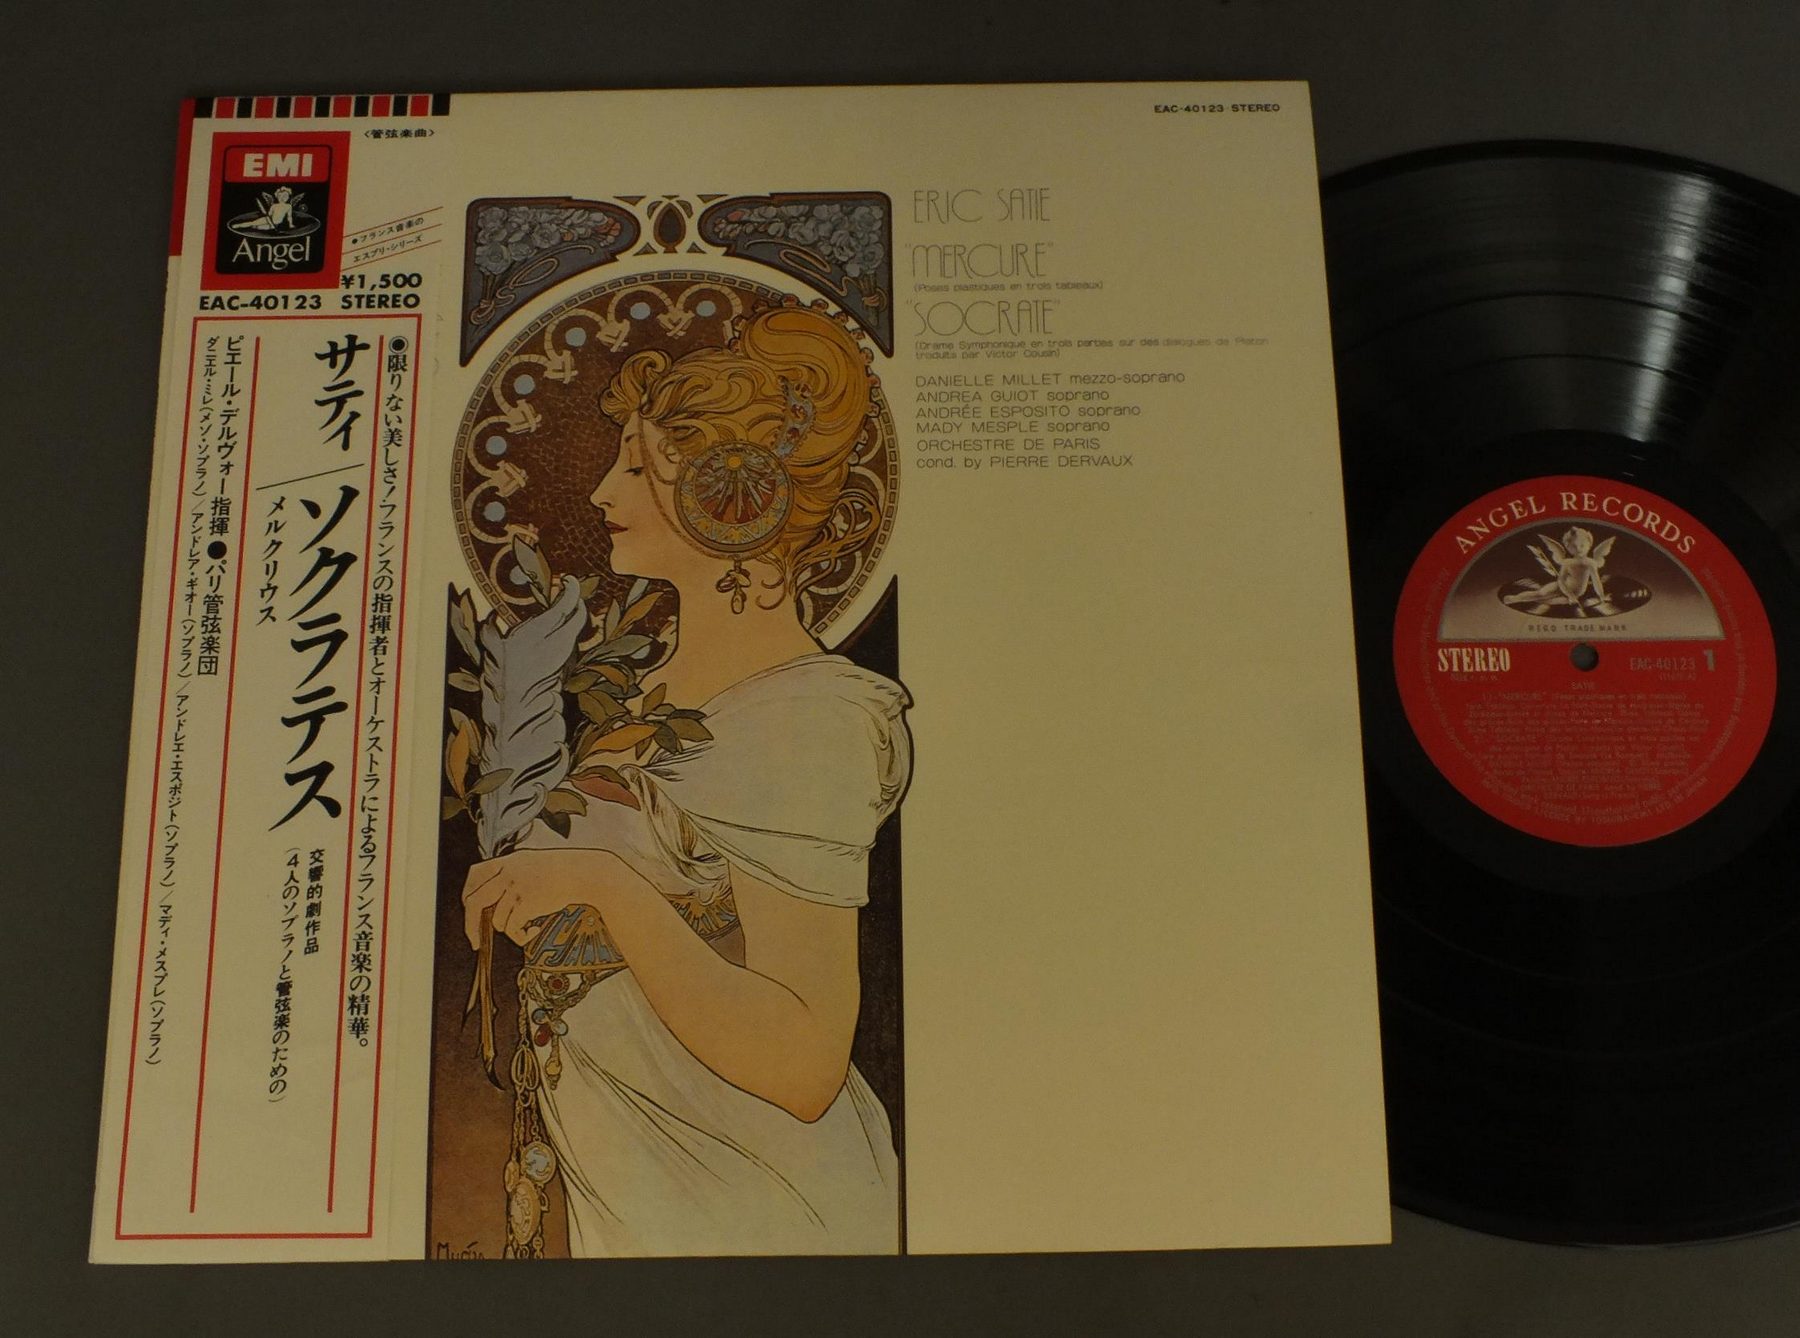 〈管弦楽曲〉
EMI
Angel
●フランス音楽の
エスプリ・シリーズ
¥1,500
EAC-40123 STEREO
●限りない美しさ!フランスの指揮者とオーケストラによるフランス音楽の精華。
サティ/ソクラテス
交響的劇作品
(4人のソプラノと管弦楽のための)
メルクリウス
ピエール・デルヴォー指揮●パリ管弦楽団
ダニエル・ミレ(メゾ・ソプラノ)/アンドレア・ギオー(ソプラノ)/アンドレエ・エスポジト(ソプラノ)/マディ・メスプレ(ソプラノ)
EAC-40123 STEREO
ERIC SATIE
"MERCURE"
(Poses plastiques en trois tableaux)
"SOCRATE"
(Drame Symphonique en trois parties sur des dialogues de Platon
traduits par Victor Cousin)
DANIELLE MILLET mezzo-soprano
ANDREA GUIOT soprano
ANDRÉE ESPOSITO soprano
MADY MESPLE soprano
ORCHESTRE DE PARIS
cond. by PIERRE DERVAUX
Mucha
ANGEL RECORDS
REGD. TRADE MARK
STEREO
EAC-40123 1
SATIE
"MERCURE" (Poses plastiques en trois tableaux)